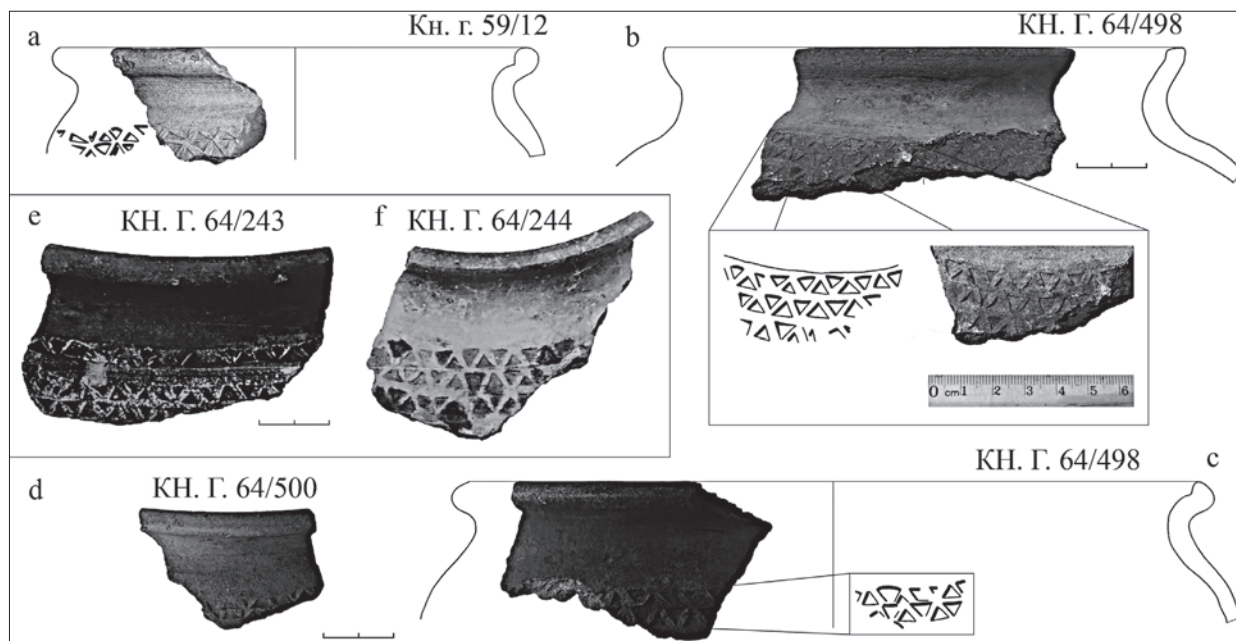 a
Кн. г. 59/12
b
КН. Г. 64/498
e
КН. Г. 64/243
f
КН. Г. 64/244
0 cm 1 2 3 4 5 6
d
КН. Г. 64/500
КН. Г. 64/498
c